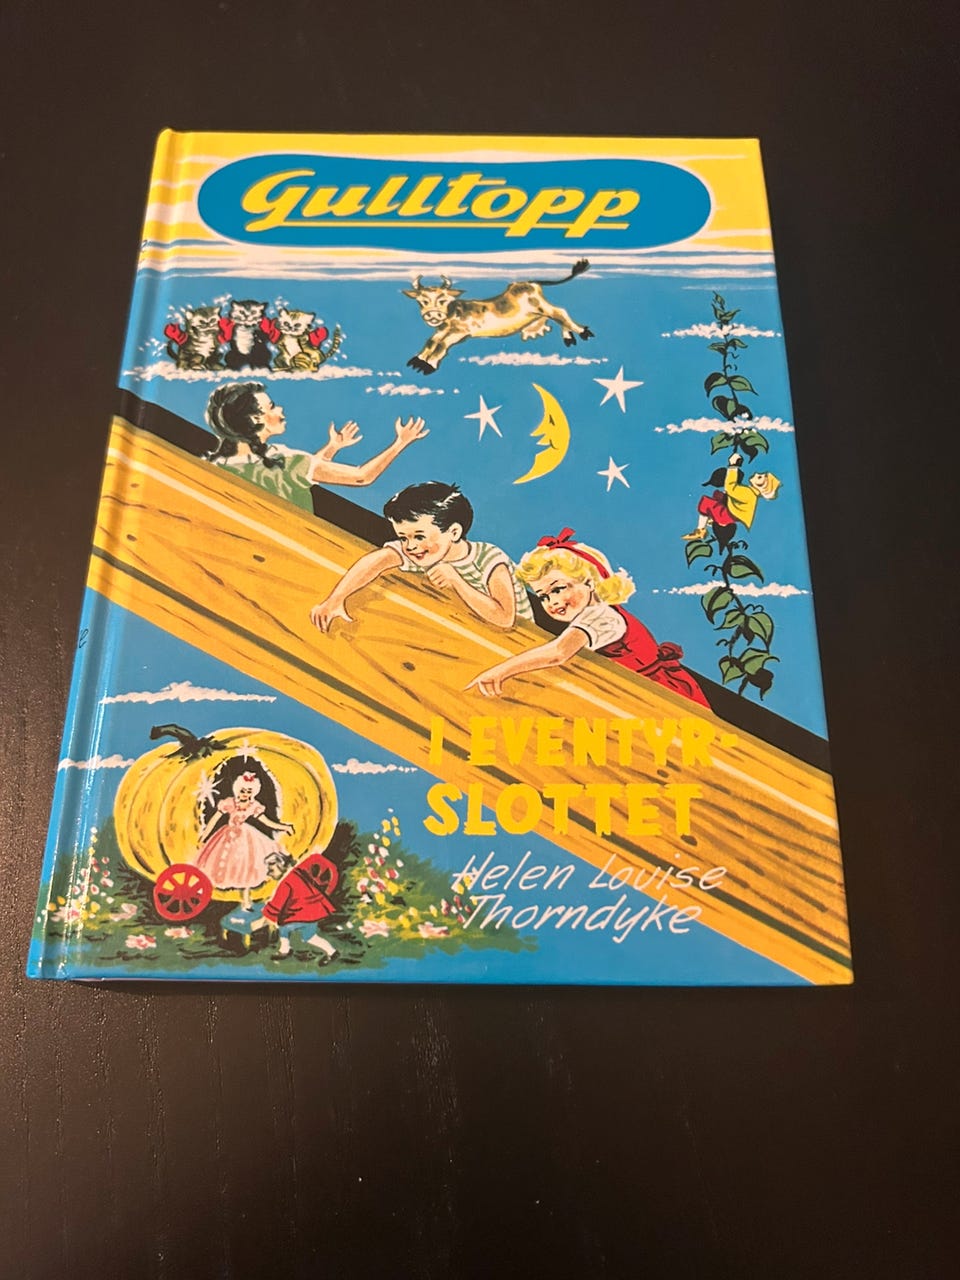 Gulltopp
I EVENTYR-
SLOTTET
Helen Louise
Thorndyke